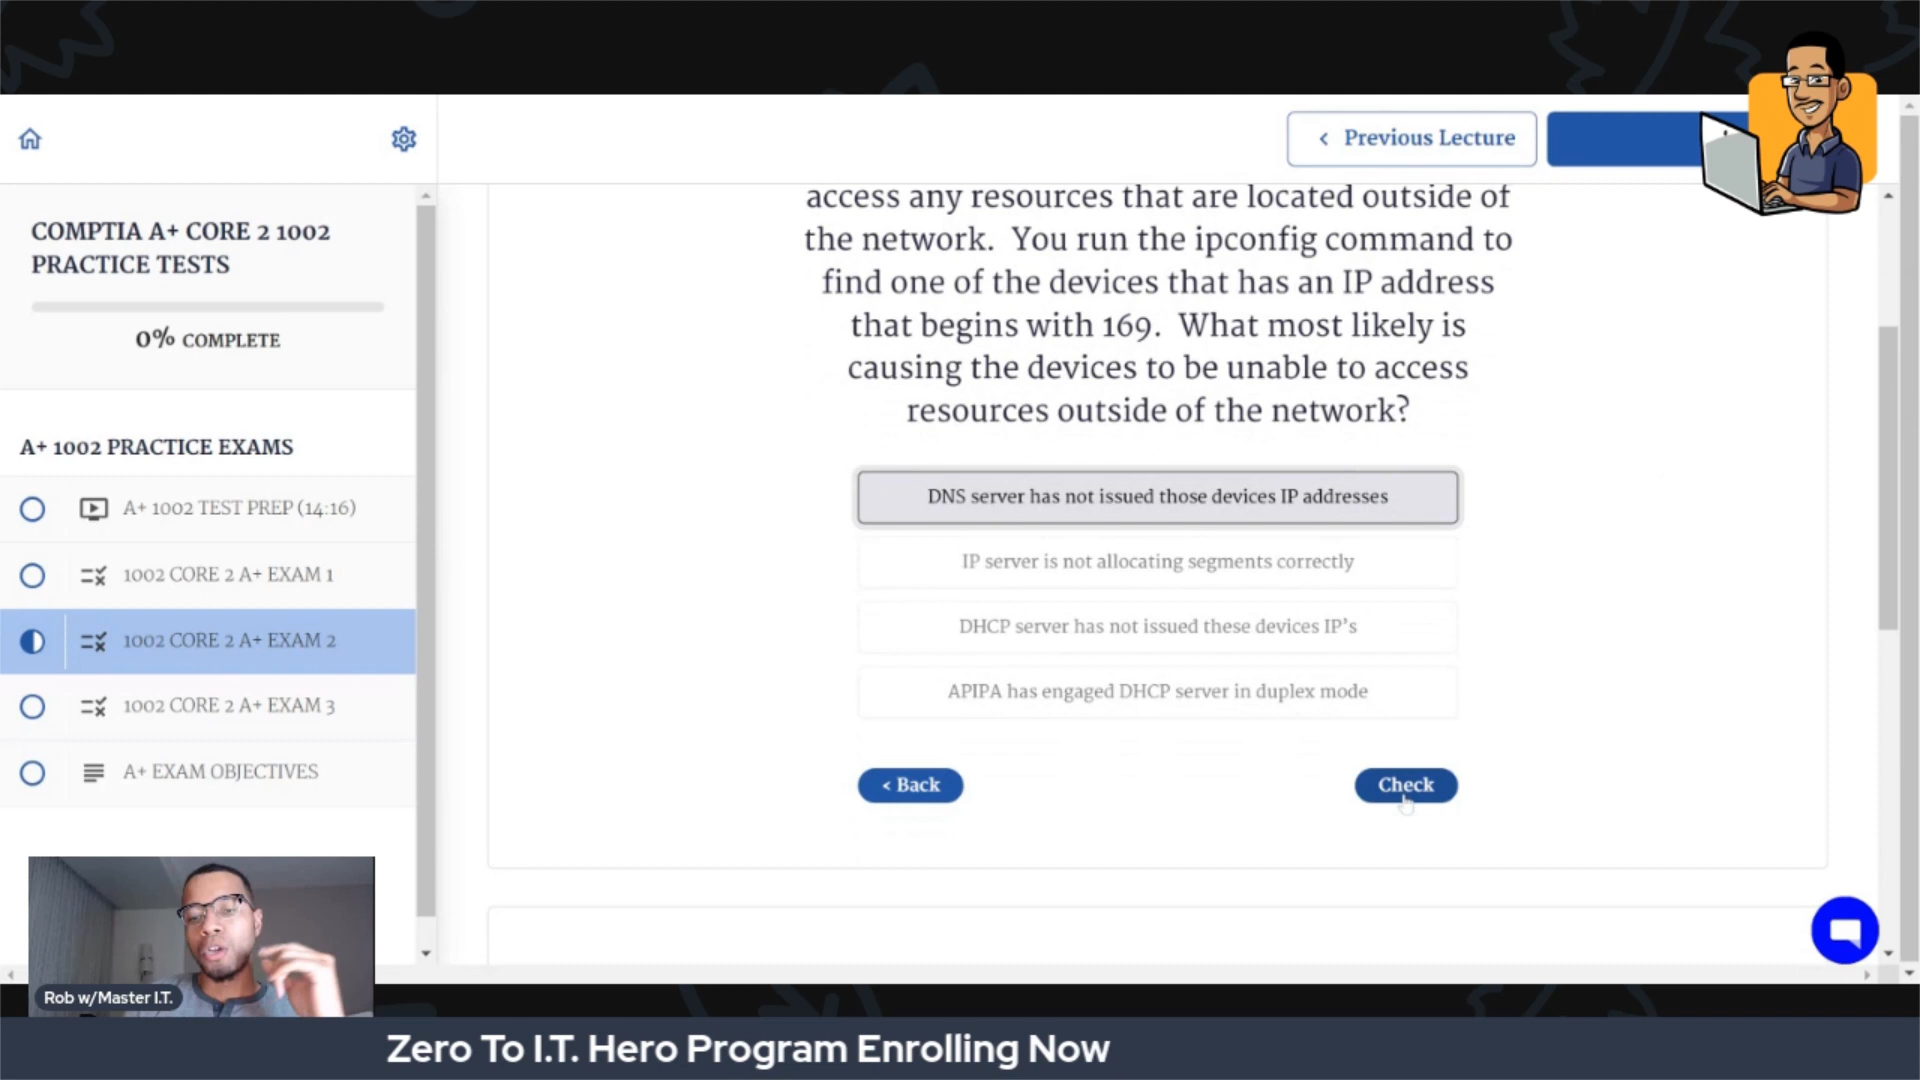 < Previous Lecture
COMPTIA A+ CORE 2 1002
PRACTICE TESTS
0% COMPLETE
A+ 1002 PRACTICE EXAMS
A+ 1002 TEST PREP (14:16)
1002 CORE 2 A+ EXAM 1
1002 CORE 2 A+ EXAM 2
1002 CORE 2 A+ EXAM 3
A+ EXAM OBJECTIVES
access any resources that are located outside of
the network. You run the ipconfig command to
find one of the devices that has an IP address
that begins with 169. What most likely is
causing the devices to be unable to access
resources outside of the network?
DNS server has not issued those devices IP addresses
IP server is not allocating segments correctly
DHCP server has not issued these devices IP's
APIPA has engaged DHCP server in duplex mode
< Back
Check
Rob w/Master I.T.
Zero To I.T. Hero Program Enrolling Now